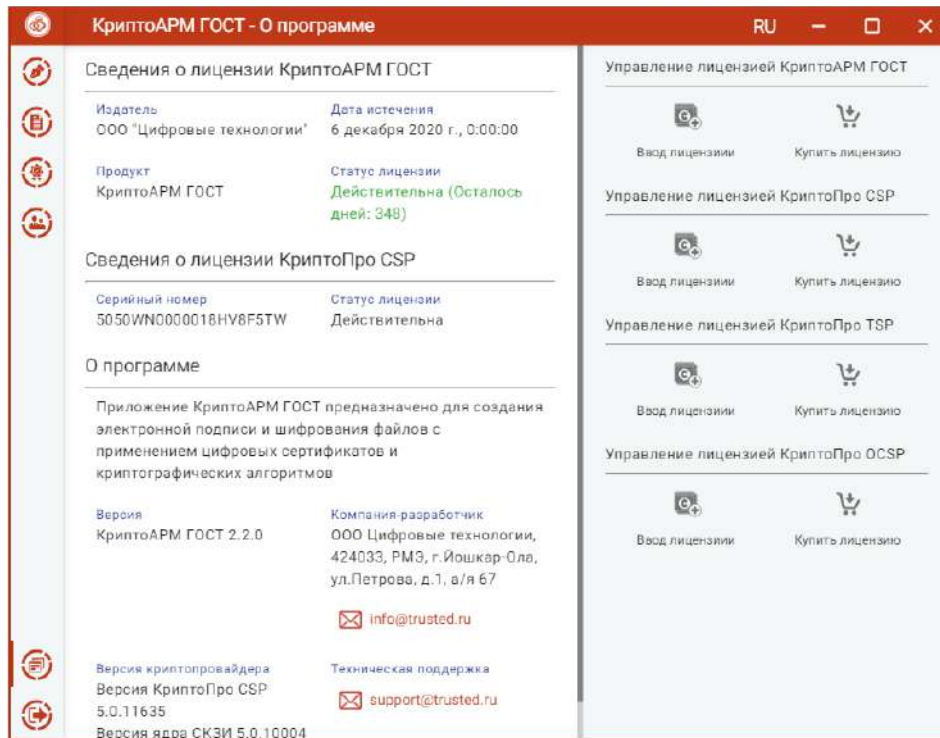 КриптоАРМ ГОСТ - О программе
RU
Сведения о лицензии КриптоАРМ ГОСТ
Издатель
ООО "Цифровые технологии"
Дата истечения
6 декабря 2020 г., 0:00:00
Продукт
КриптоАРМ ГОСТ
Статус лицензии
Действительна (Осталось
дней: 348)
Сведения о лицензии КриптоПро CSP
Серийный номер
5050WN0000018HV8F5TW
Статус лицензии
Действительна
О программе
Приложение КриптоАРМ ГОСТ предназначено для создания
электронной подписи и шифрования файлов с
применением цифровых сертификатов и
криптографических алгоритмов
Версия
КриптоАРМ ГОСТ 2.2.0
Компания-разработчик
ООО Цифровые технологии,
424033, РМЭ, г.Йошкар-Ола,
ул.Петрова, д.1, а/я 67
info@trusted.ru
Версия криптопровайдера
Версия КриптоПро CSP
5.0.11635
Версия ядра СКЗИ 5.0.10004
Техническая поддержка
support@trusted.ru
Управление лицензией КриптоАРМ ГОСТ
Ввод лицензиии
Купить лицензию
Управление лицензией КриптоПро CSP
Ввод лицензиии
Купить лицензию
Управление лицензией КриптоПро TSP
Ввод лицензиии
Купить лицензию
Управление лицензией КриптоПро OCSP
Ввод лицензиии
Купить лицензию